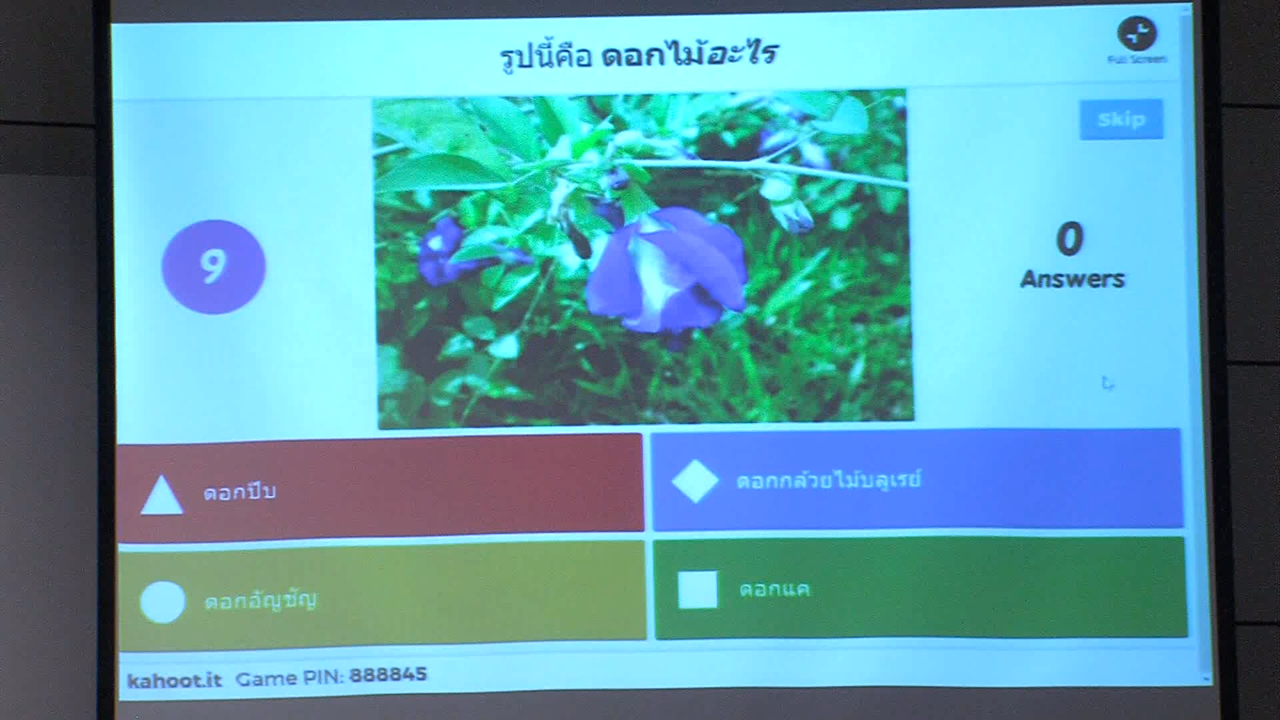 รูปนี้คือ ดอกไม้อะไร
Full Screen
Skip
9
0
Answers
ดอกปีบ
ดอกกล้วยไม้บลูเรย์
ดอกอัญชัญ
ดอกแค
kahoot.it Game PIN: 888845